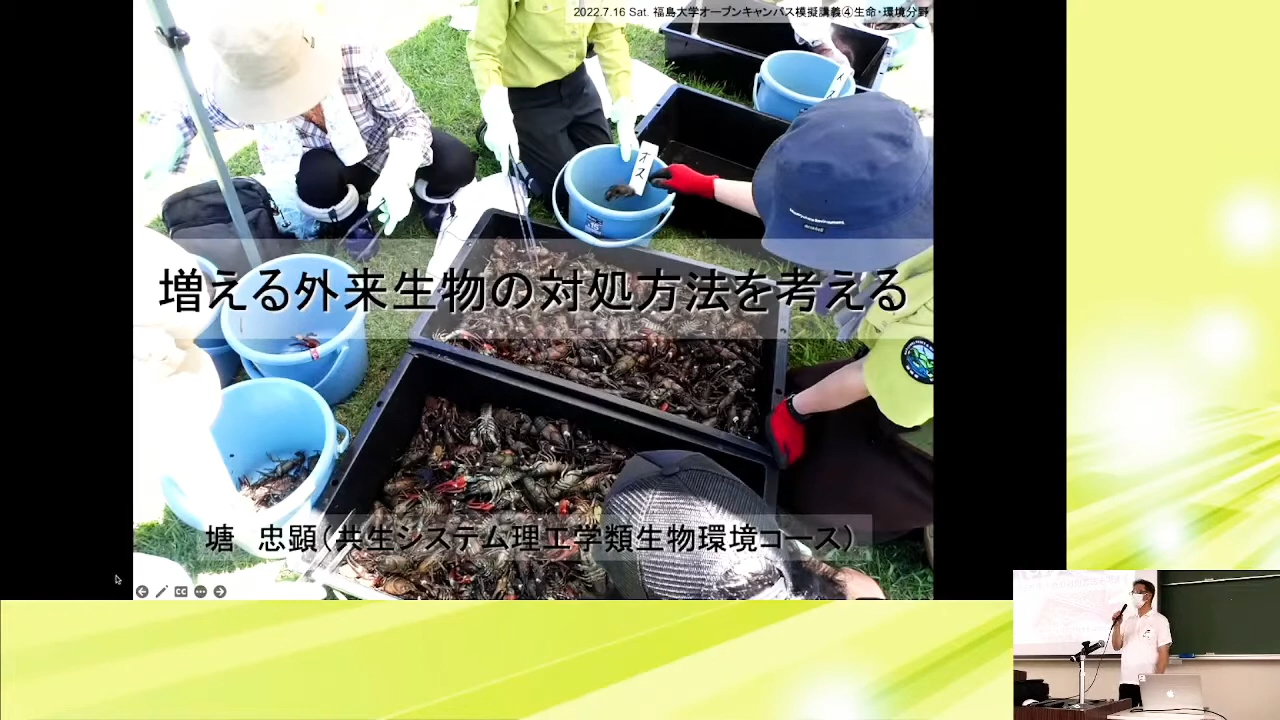 2022.7.16 Sat. 福島大学オープンキャンパス模擬講義④生命・環境分野
オス
増える外来生物の対処方法を考える
塘　忠顕（共生システム理工学類生物環境コース）
CC